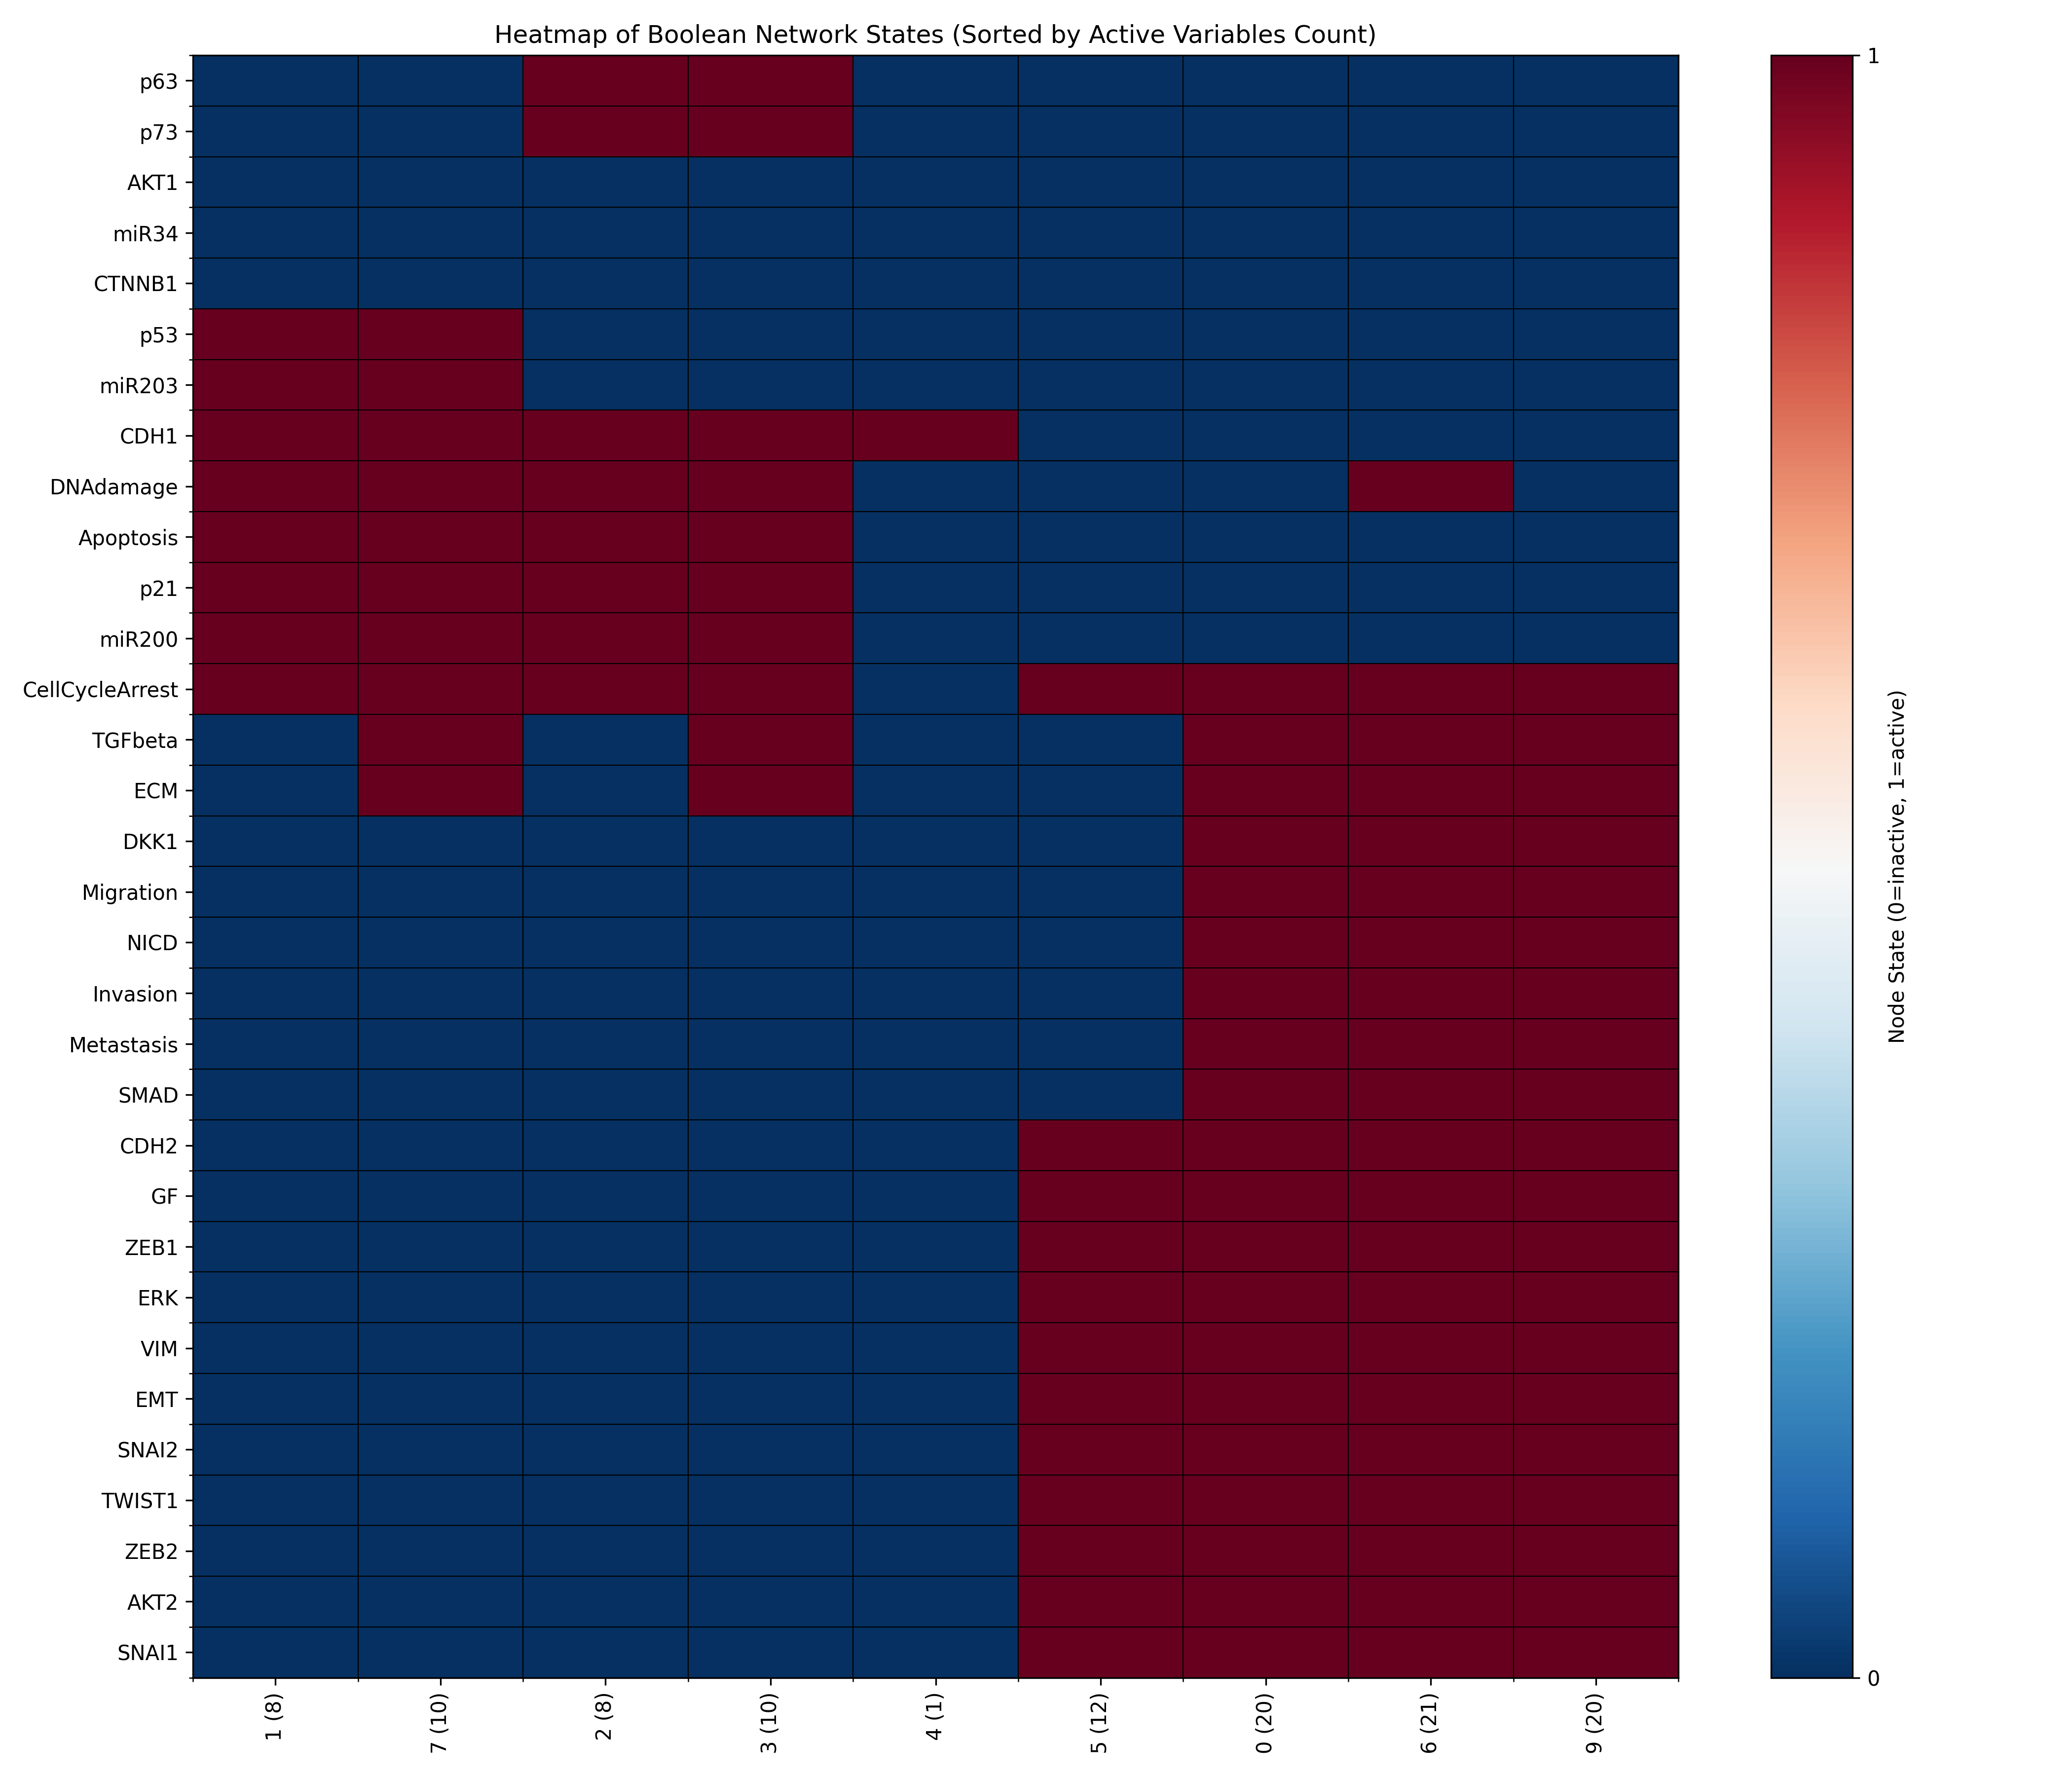 Heatmap of Boolean Network States (Sorted by Active Variables Count)
p63
p73
AKT1
miR34
CTNNB1
p53
miR203
CDH1
DNAdamage
Apoptosis
p21
miR200
CellCycleArrest
TGFbeta
ECM
DKK1
Migration
NICD
Invasion
Metastasis
SMAD
CDH2
GF
ZEB1
ERK
VIM
EMT
SNAI2
TWIST1
ZEB2
AKT2
SNAI1
1 (8)
7 (10)
2 (8)
3 (10)
4 (1)
5 (12)
0 (20)
6 (21)
9 (20)
1
0
Node State (0=inactive, 1=active)